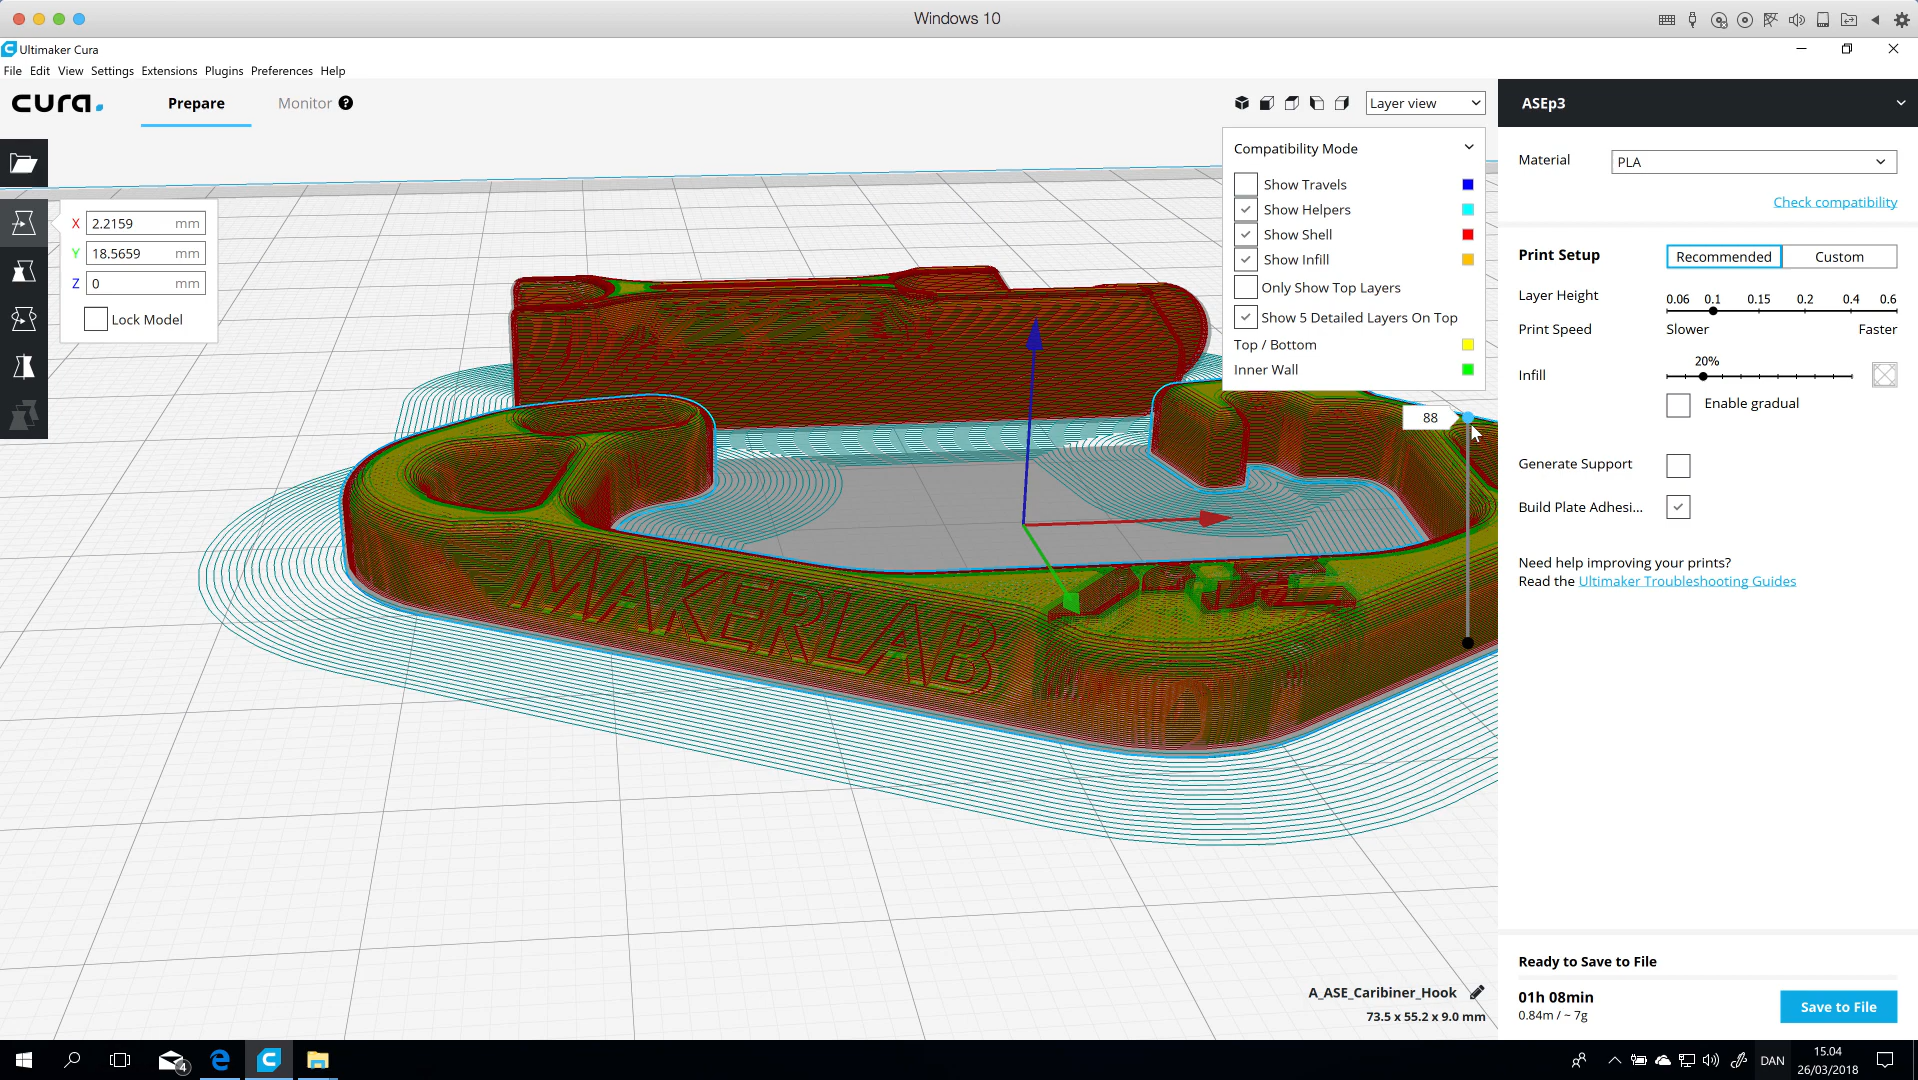 Windows 10
Ultimaker Cura
File Edit View Settings Extensions Plugins Preferences Help
cura.
Prepare
Monitor ?
Layer view
ASEp3
Compatibility Mode
Show Travels
Show Helpers
Show Shell
Show Infill
Only Show Top Layers
Show 5 Detailed Layers On Top
Top / Bottom
Inner Wall
X 2.2159 mm
Y 18.5659 mm
Z 0 mm
Lock Model
88
MAKERLAB
Material PLA
Check compatibility
Print Setup Recommended Custom
Layer Height 0.06 0.1 0.15 0.2 0.4 0.6
Print Speed Slower Faster
Infill 20%
Enable gradual
Generate Support
Build Plate Adhesi...
Need help improving your prints?
Read the Ultimaker Troubleshooting Guides
A_ASE_Caribiner_Hook
73.5 x 55.2 x 9.0 mm
Ready to Save to File
01h 08min
0.84m / ~ 7g
Save to File
4
DAN
15.04
26/03/2018